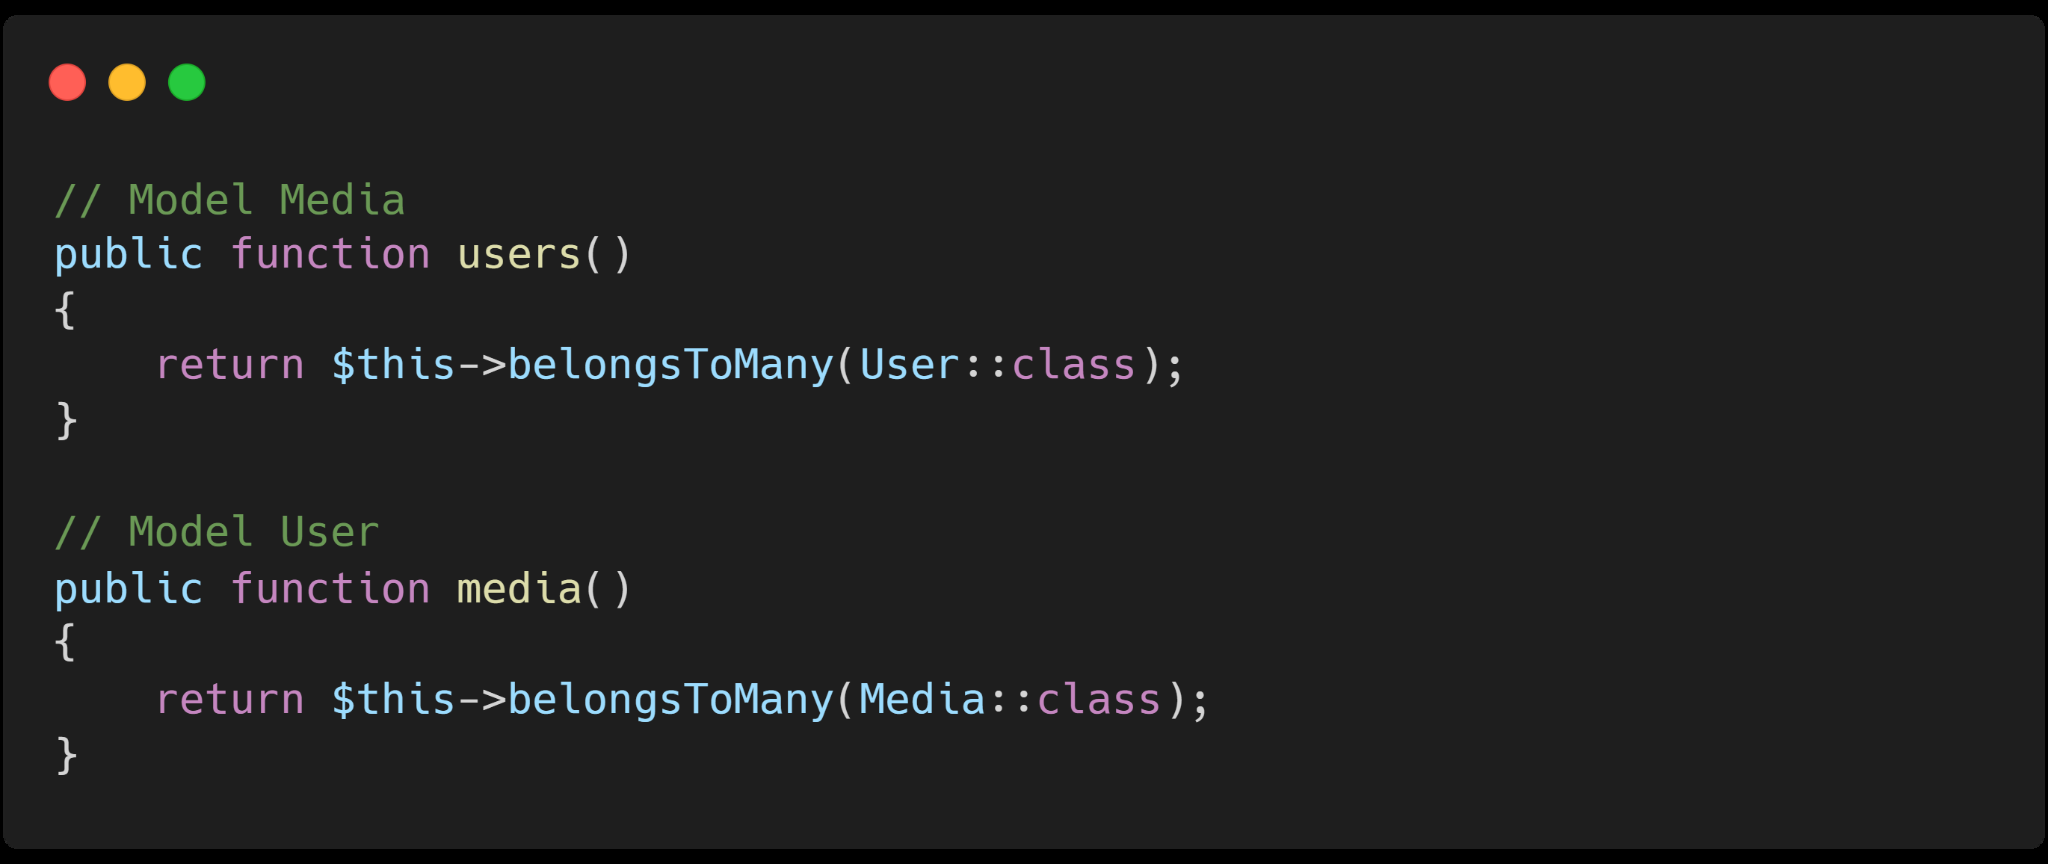 // Model Media
public function users()
{
    return $this->belongsToMany(User::class);
}

// Model User
public function media()
{
    return $this->belongsToMany(Media::class);
}